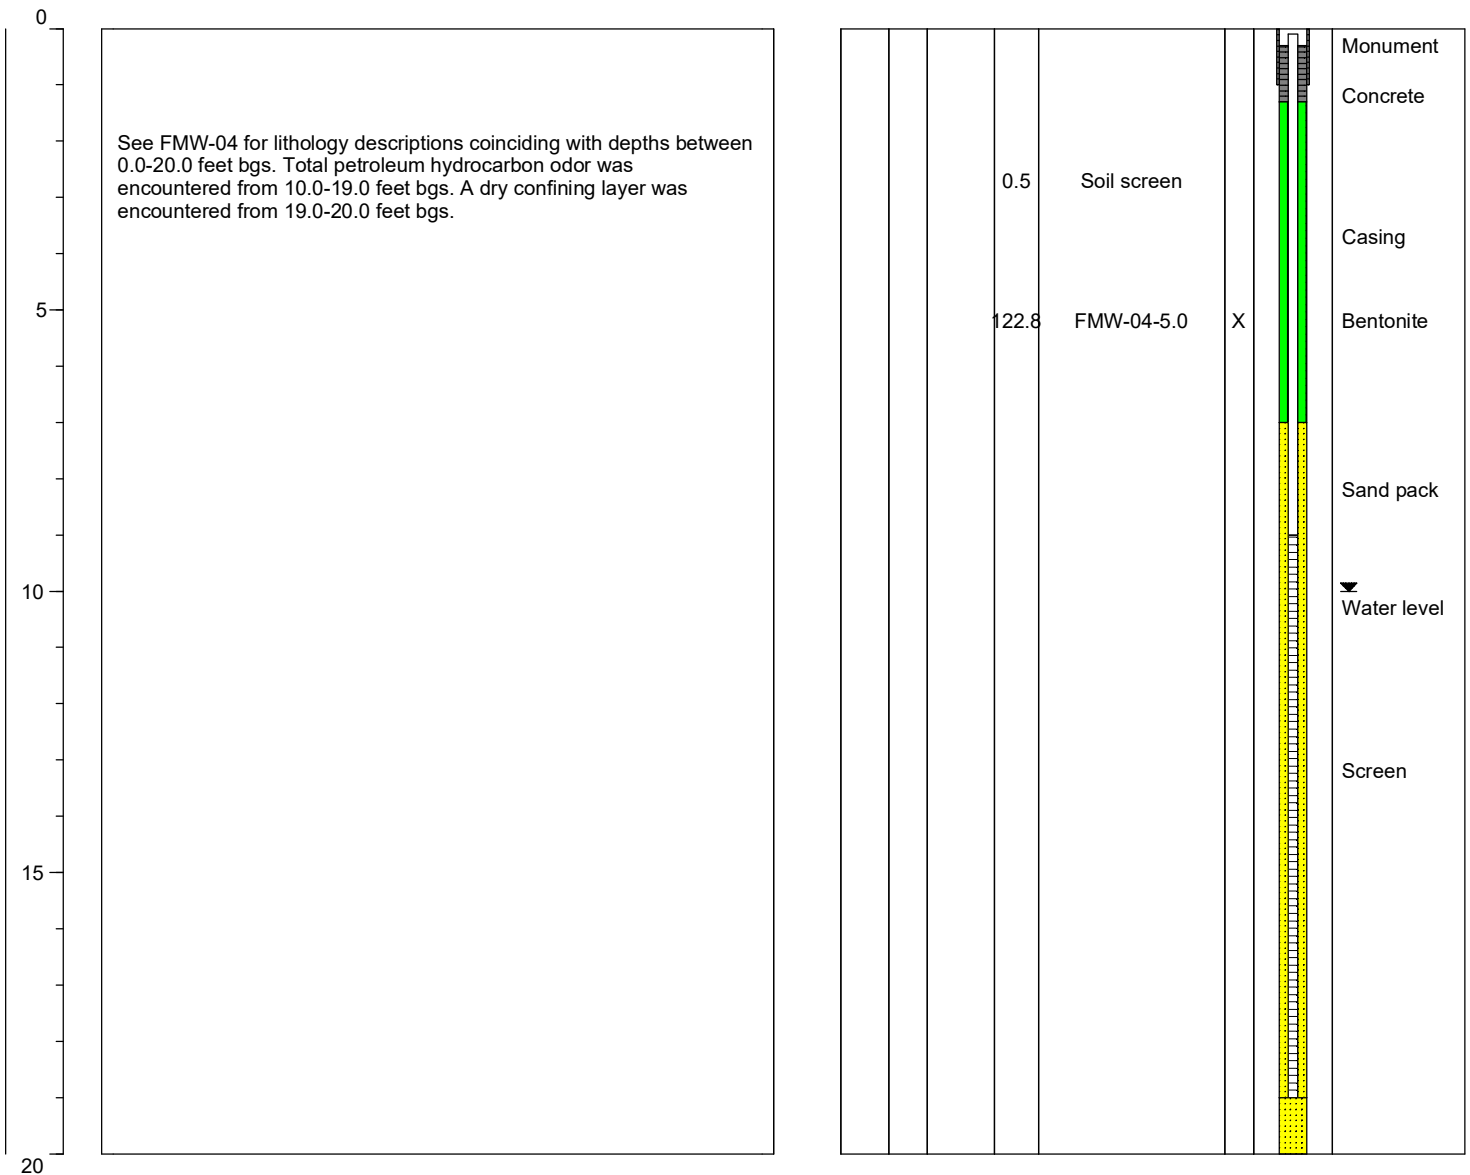 0
Monument
Concrete
See FMW-04 for lithology descriptions coinciding with depths between
0.0-20.0 feet bgs. Total petroleum hydrocarbon odor was
encountered from 10.0-19.0 feet bgs. A dry confining layer was
encountered from 19.0-20.0 feet bgs.
0.5 Soil screen
Casing
5
122.8 FMW-04-5.0 X Bentonite
Sand pack
10
Water level
Screen
15
20